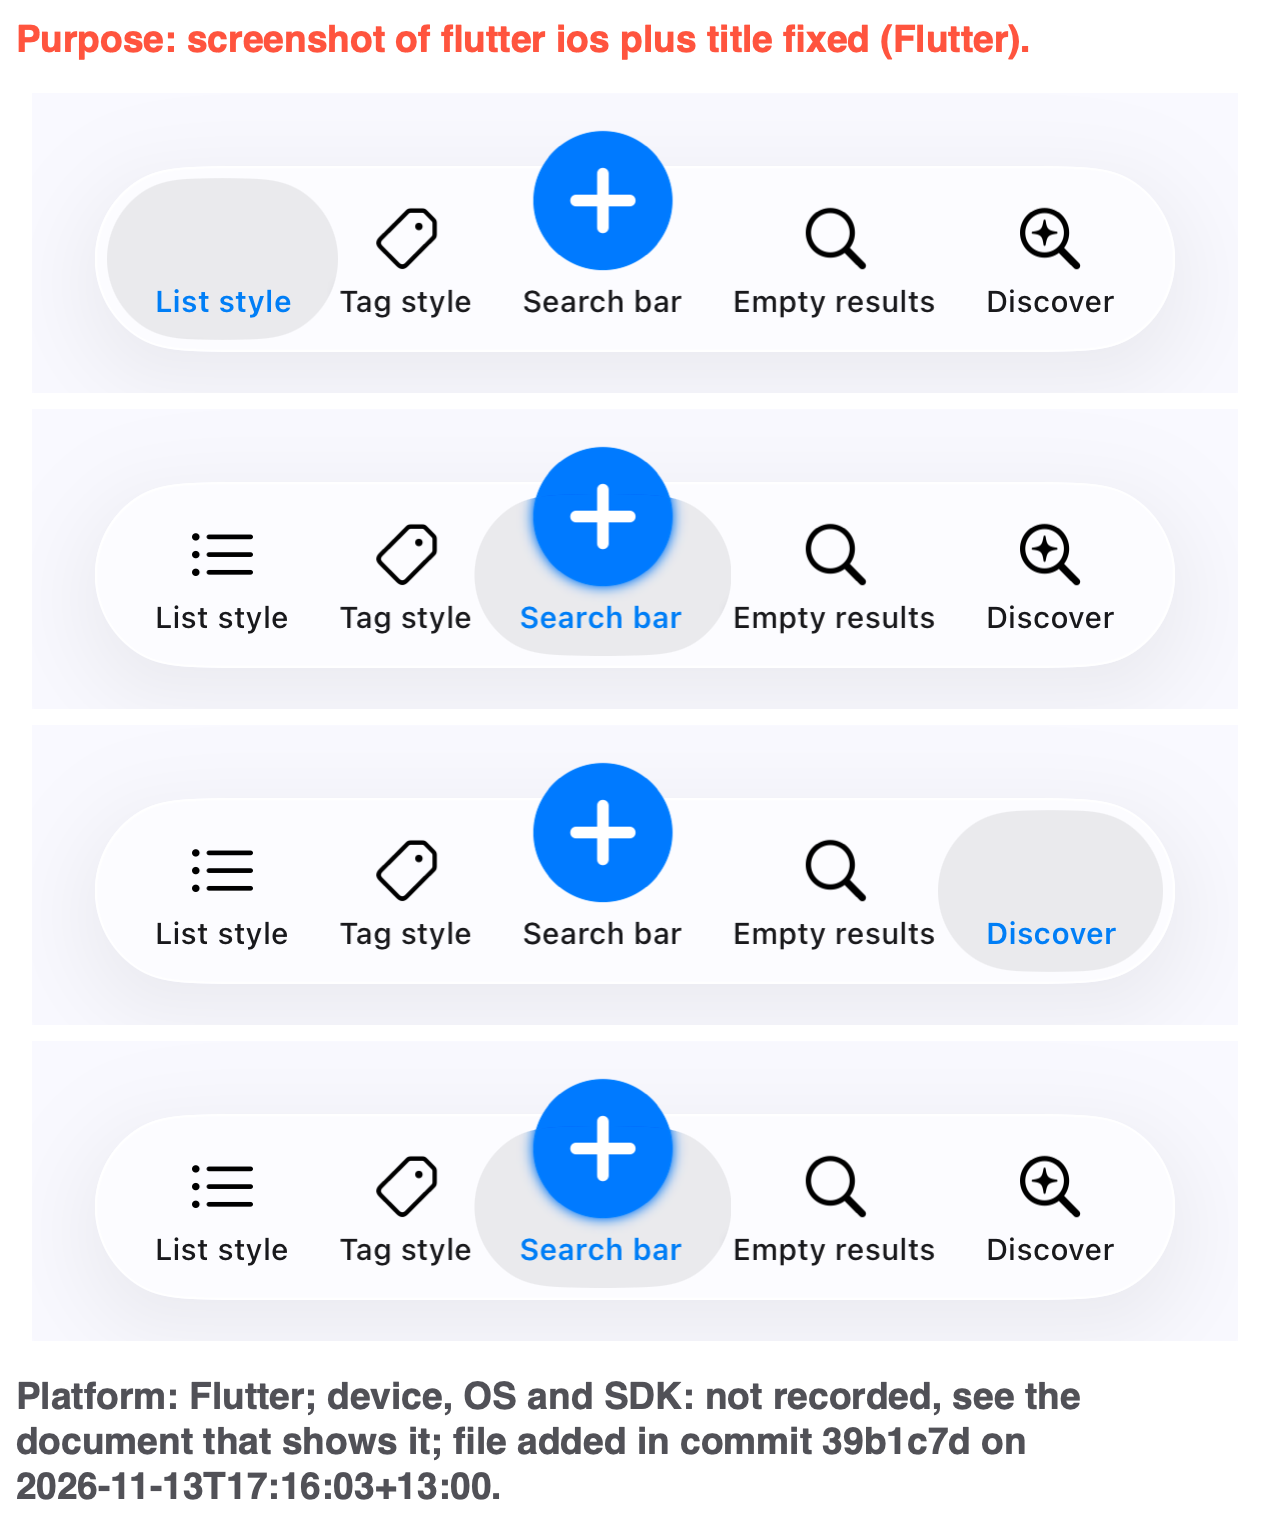 Purpose: screenshot of flutter ios plus title fixed (Flutter).
List style Tag style Search bar Empty results Discover
List style Tag style Search bar Empty results Discover
List style Tag style Search bar Empty results Discover
List style Tag style Search bar Empty results Discover
Platform: Flutter; device, OS and SDK: not recorded, see the
document that shows it; file added in commit 39b1c7d on
2026-11-13T17:16:03+13:00.